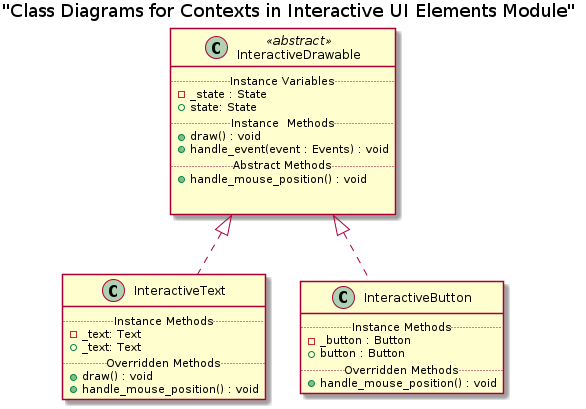 "Class Diagrams for Contexts in Interactive UI Elements Module"
C
«abstract»
InteractiveDrawable
Instance Variables
_state : State
state: State
Instance  Methods
draw() : void
handle_event(event : Events) : void
Abstract Methods
handle_mouse_position() : void
C InteractiveText
Instance Methods
_text: Text
_text: Text
Overridden Methods
draw() : void
handle_mouse_position() : void
C InteractiveButton
Instance Methods
_button : Button
button : Button
Overridden Methods
handle_mouse_position() : void